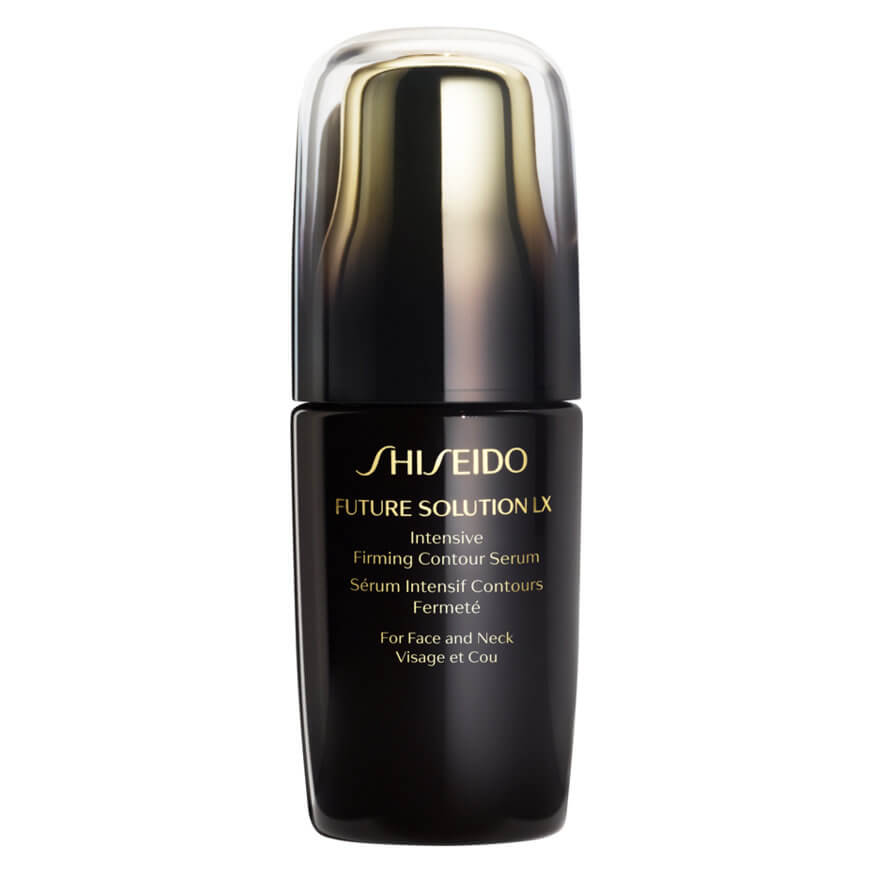 SHISEIDO
FUTURE SOLUTION LX
Intensive
Firming Contour Serum
Sérum Intensif Contours
Fermeté
For Face and Neck
Visage et Cou